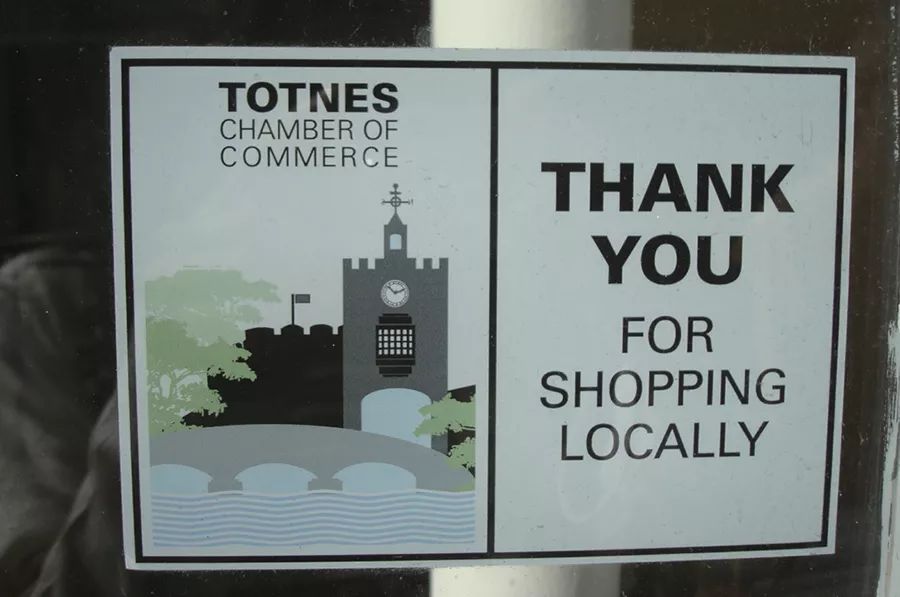 TOTNES
CHAMBER OF
COMMERCE
THANK
YOU
FOR
SHOPPING
LOCALLY